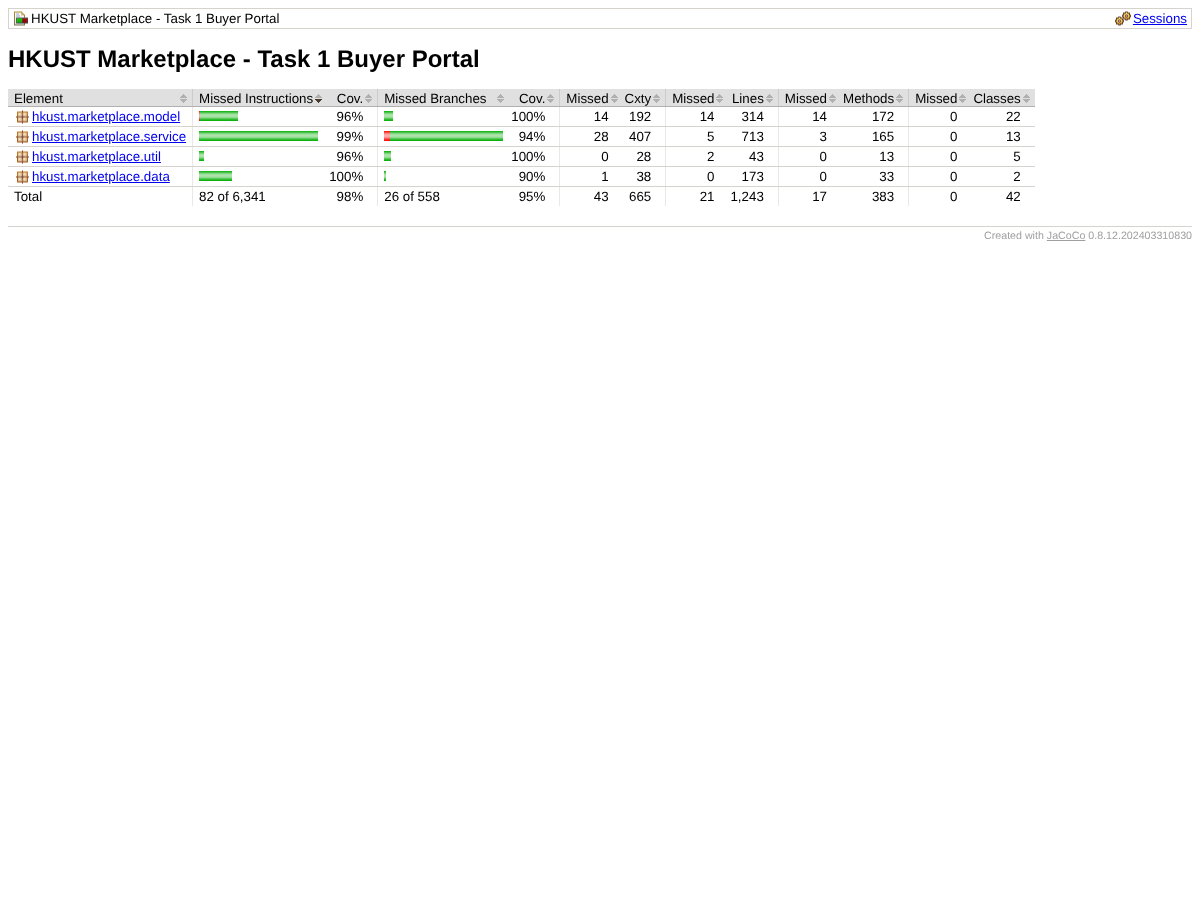 HKUST Marketplace - Task 1 Buyer Portal Sessions
HKUST Marketplace - Task 1 Buyer Portal
Element Missed Instructions Cov. Missed Branches Cov. Missed Cxty Missed Lines Missed Methods Missed Classes
hkust.marketplace.model 96% 100% 14 192 14 314 14 172 0 22
hkust.marketplace.service 99% 94% 28 407 5 713 3 165 0 13
hkust.marketplace.util 96% 100% 0 28 2 43 0 13 0 5
hkust.marketplace.data 100% 90% 1 38 0 173 0 33 0 2
Total 82 of 6,341 98% 26 of 558 95% 43 665 21 1,243 17 383 0 42
Created with JaCoCo 0.8.12.202403310830